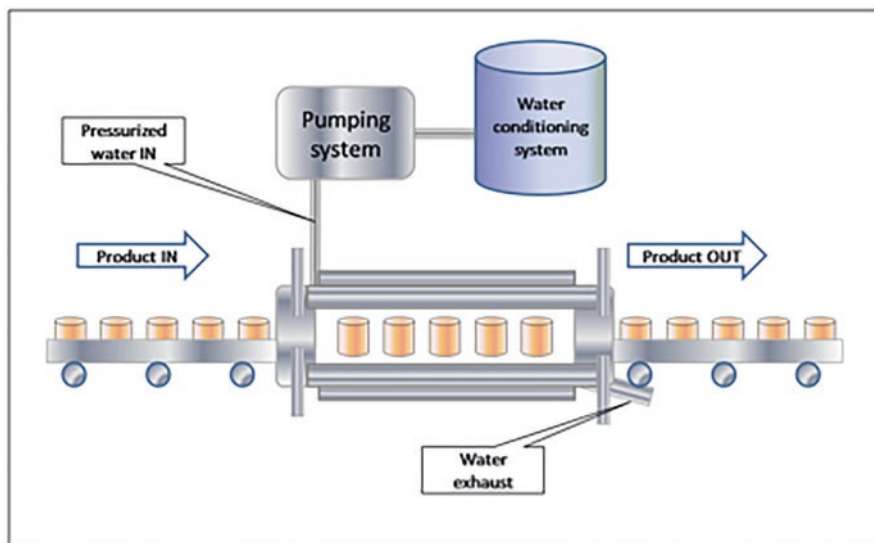 Water
conditioning
system
Pumping
system
Pressurized
water IN
Product IN
Product OUT
Water
exhaust